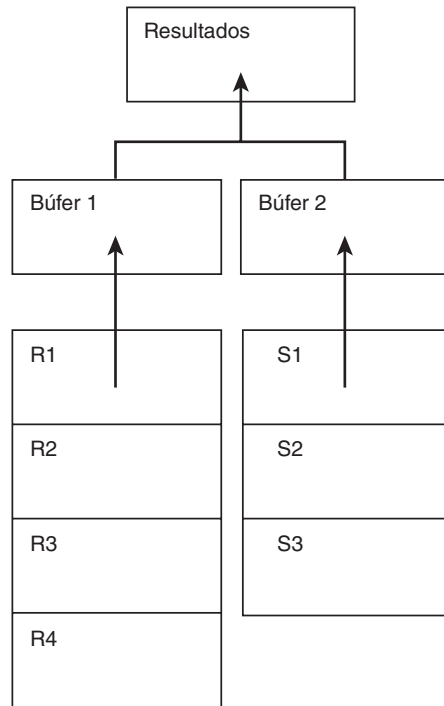 Resultados
Búfer 1
Búfer 2
R1
S1
R2
S2
R3
S3
R4